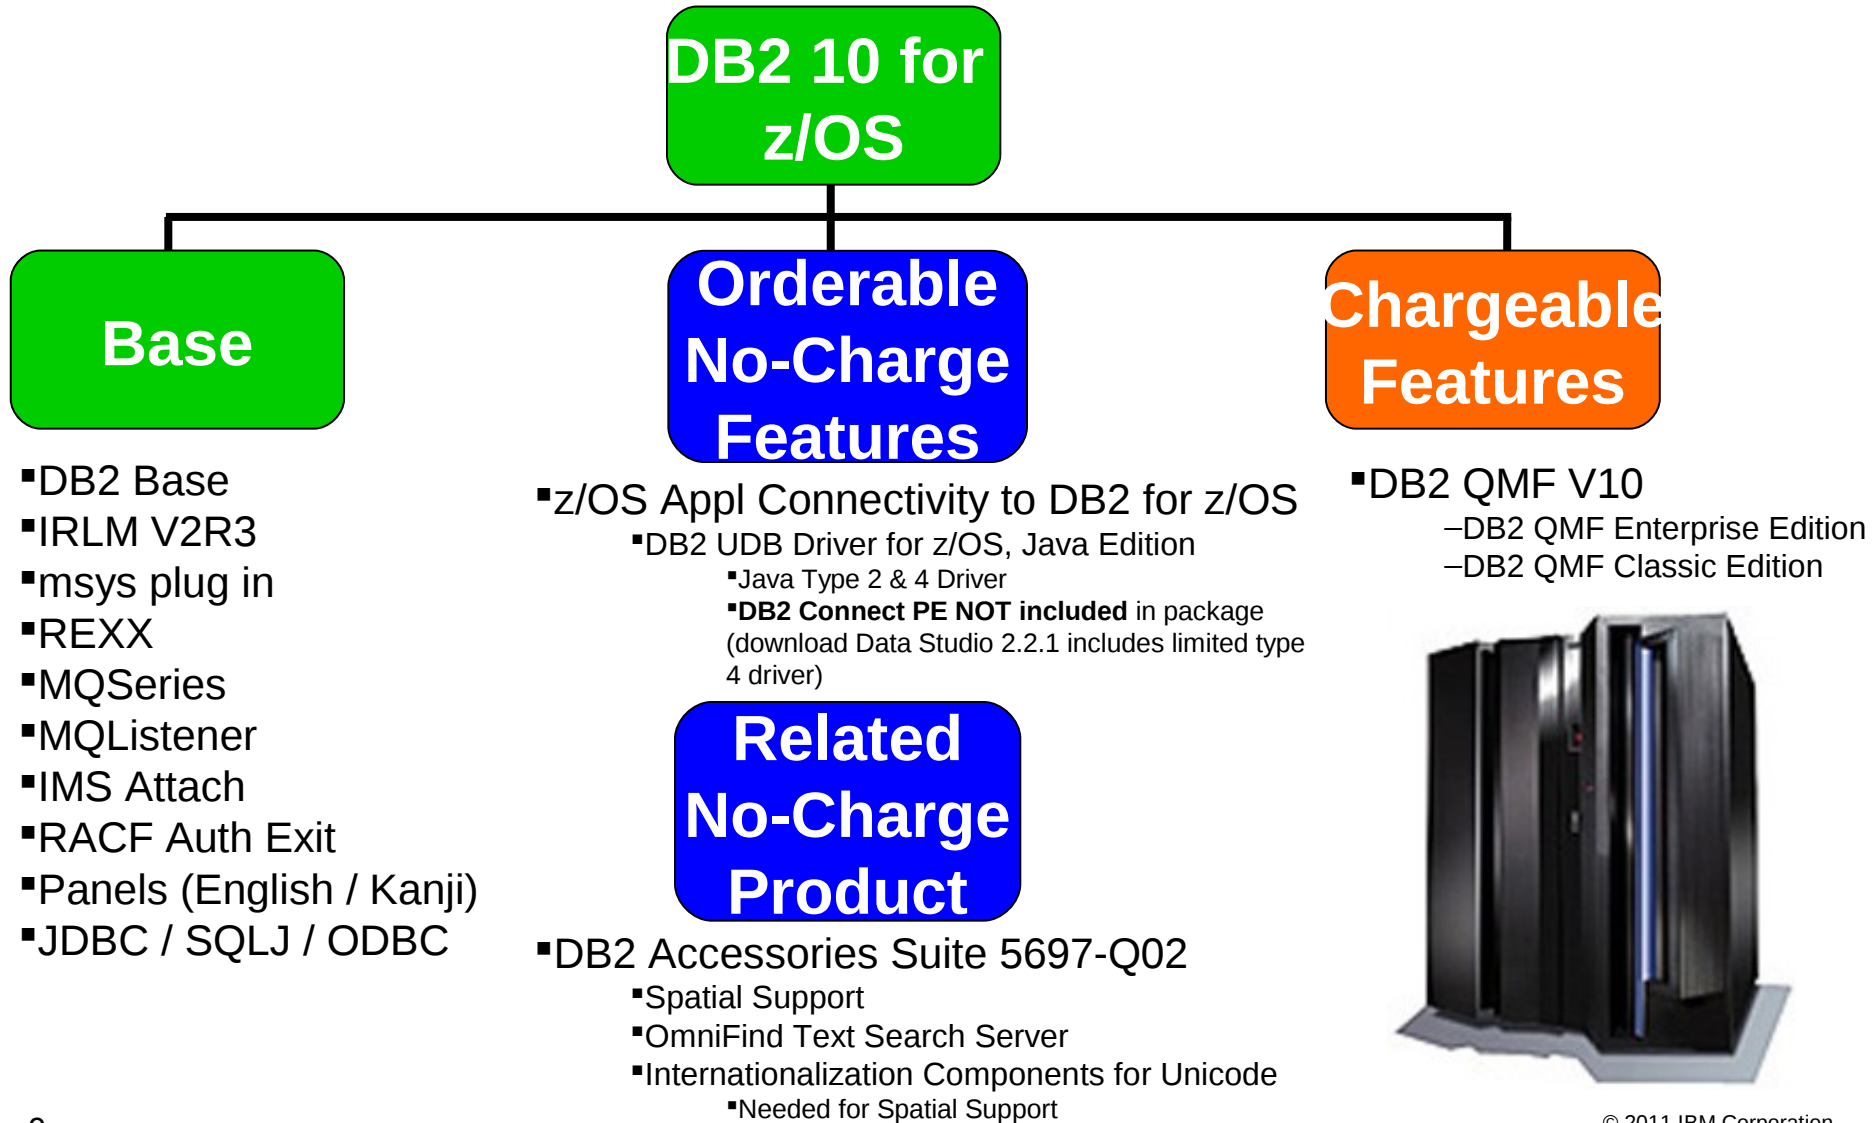 DB2 10 for
z/OS
Base
▪DB2 Base
▪IRLM V2R3
▪msys plug in
▪REXX
▪MQSeries
▪MQListener
▪IMS Attach
▪RACF Auth Exit
▪Panels (English / Kanji)
▪JDBC / SQLJ / ODBC
Orderable
No-Charge
Features
▪z/OS Appl Connectivity to DB2 for z/OS
▪DB2 UDB Driver for z/OS, Java Edition
▪Java Type 2 & 4 Driver
▪DB2 Connect PE NOT included in package
(download Data Studio 2.2.1 includes limited type
4 driver)
Related
No-Charge
Product
▪DB2 Accessories Suite 5697-Q02
▪Spatial Support
▪OmniFind Text Search Server
▪Internationalization Components for Unicode
▪Needed for Spatial Support
Chargeable
Features
▪DB2 QMF V10
–DB2 QMF Enterprise Edition
–DB2 QMF Classic Edition
© 2011 IBM Corporation